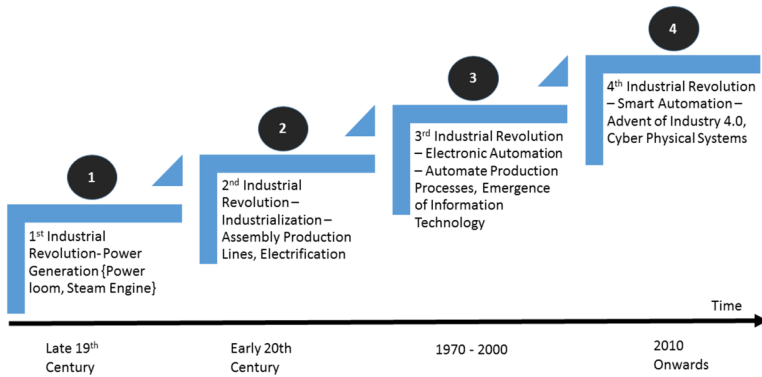 1
1st Industrial
Revolution-Power
Generation {Power
loom, Steam Engine}
2
2nd Industrial
Revolution –
Industrialization –
Assembly Production
Lines, Electrification
3
3rd Industrial Revolution
– Electronic Automation
– Automate Production
Processes, Emergence
of Information
Technology
4
4th Industrial Revolution
– Smart Automation –
Advent of Industry 4.0,
Cyber Physical Systems
Time
Late 19th
Century
Early 20th
Century
1970 - 2000
2010
Onwards